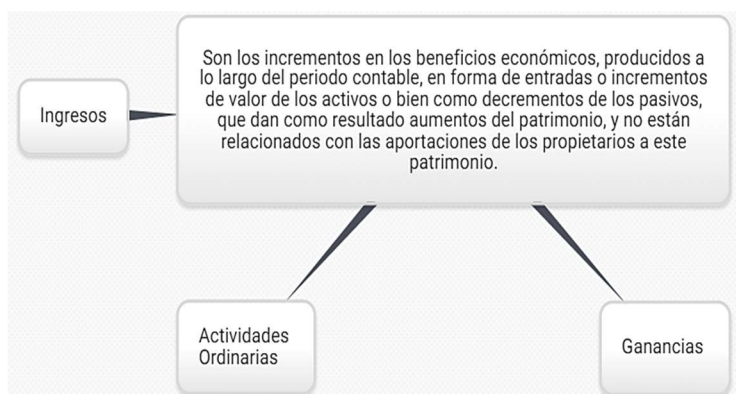 Ingresos
Son los incrementos en los beneficios económicos, producidos a
lo largo del periodo contable, en forma de entradas o incrementos
de valor de los activos o bien como decrementos de los pasivos,
que dan como resultado aumentos del patrimonio, y no están
relacionados con las aportaciones de los propietarios a este
patrimonio.
Actividades
Ordinarias
Ganancias